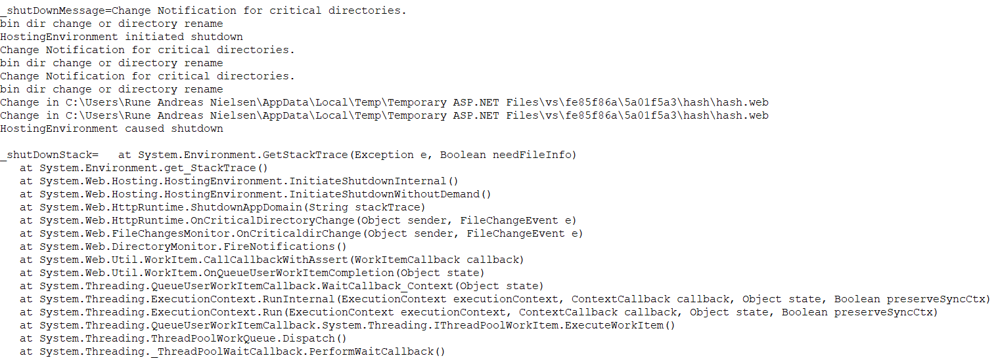 _shutDownMessage=Change Notification for critical directories.
bin dir change or directory rename
HostingEnvironment initiated shutdown
Change Notification for critical directories.
bin dir change or directory rename
Change Notification for critical directories.
bin dir change or directory rename
Change in C:\Users\Rune Andreas Nielsen\AppData\Local\Temp\Temporary ASP.NET Files\vs\fe85f86a\5a01f5a3\hash\hash.web
Change in C:\Users\Rune Andreas Nielsen\AppData\Local\Temp\Temporary ASP.NET Files\vs\fe85f86a\5a01f5a3\hash\hash.web
HostingEnvironment caused shutdown

_shutDownStack=   at System.Environment.GetStackTrace(Exception e, Boolean needFileInfo)
   at System.Environment.get_StackTrace()
   at System.Web.Hosting.HostingEnvironment.InitiateShutdownInternal()
   at System.Web.Hosting.HostingEnvironment.InitiateShutdownWithoutDemand()
   at System.Web.HttpRuntime.ShutdownAppDomain(String stackTrace)
   at System.Web.HttpRuntime.OnCriticalDirectoryChange(Object sender, FileChangeEvent e)
   at System.Web.FileChangesMonitor.OnCriticaldirChange(Object sender, FileChangeEvent e)
   at System.Web.DirectoryMonitor.FireNotifications()
   at System.Web.Util.WorkItem.CallCallbackWithAssert(WorkItemCallback callback)
   at System.Web.Util.WorkItem.OnQueueUserWorkItemCompletion(Object state)
   at System.Threading.QueueUserWorkItemCallback.WaitCallback_Context(Object state)
   at System.Threading.ExecutionContext.RunInternal(ExecutionContext executionContext, ContextCallback callback, Object state, Boolean preserveSyncCtx)
   at System.Threading.ExecutionContext.Run(ExecutionContext executionContext, ContextCallback callback, Object state, Boolean preserveSyncCtx)
   at System.Threading.QueueUserWorkItemCallback.System.Threading.IThreadPoolWorkItem.ExecuteWorkItem()
   at System.Threading.ThreadPoolWorkQueue.Dispatch()
   at System.Threading._ThreadPoolWaitCallback.PerformWaitCallback()